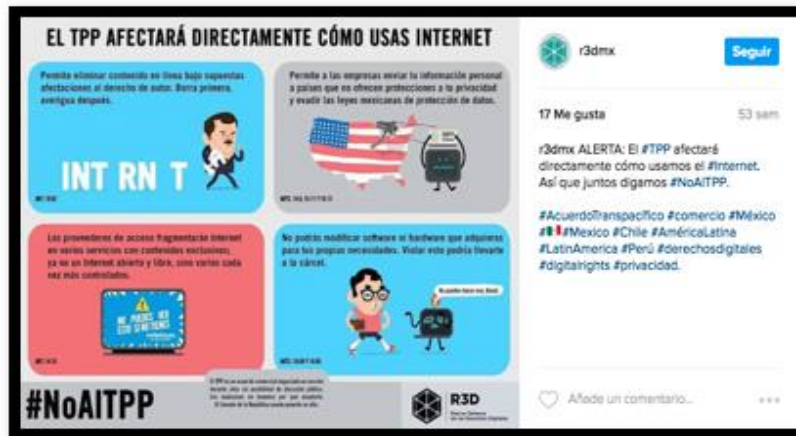 EL TPP AFECTARÁ DIRECTAMENTE CÓMO USAS INTERNET
Permite eliminar contenido en línea bajo supuestas
afectaciones al derecho de autor. Borra primero,
averigua después.
INT RN T
Permite a las empresas enviar la información personal
a países que no ofrecen protecciones a tu privacidad
y evadir las leyes mexicanas de protección de datos.
Los proveedores de acceso fragmentarán Internet
en varios servicios con contenidos exclusivos;
ya no un Internet abierto y libre, sino varios cada
vez más controlados.
NO PUEDES VER
ESTO SI NETIONES
No podrás modificar software ni hardware que adquieras
para tus propias necesidades. Violar esto podría llevarte
a la cárcel.
#NoAlTPP
R3D
r3dmx
Seguir
17 Me gusta
53 sem
r3dmx ALERTA: El #TPP afectará
directamente cómo usamos el #Internet.
Así que juntos digamos #NoAlTPP.
#AcuerdoTranspacífico #comercio #México
#🇲🇽#Mexico #Chile #AméricaLatina
#LatinAmerica #Perú #derechosdigitales
#digitalrights #privacidad.
Añade un comentario...